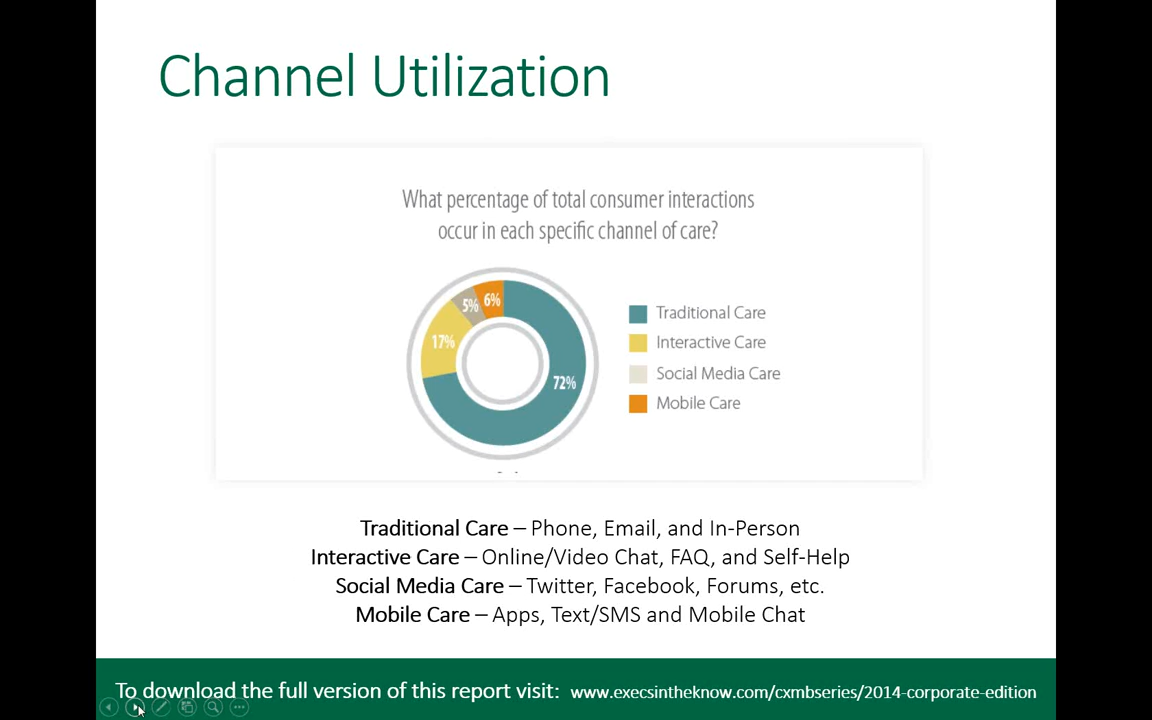 Channel Utilization
What percentage of total consumer interactions
occur in each specific channel of care?
5%
6%
17%
72%
Traditional Care
Interactive Care
Social Media Care
Mobile Care
Traditional Care – Phone, Email, and In-Person
Interactive Care – Online/Video Chat, FAQ, and Self-Help
Social Media Care – Twitter, Facebook, Forums, etc.
Mobile Care – Apps, Text/SMS and Mobile Chat
To download the full version of this report visit: www.execsintheknow.com/cxmbseries/2014-corporate-edition